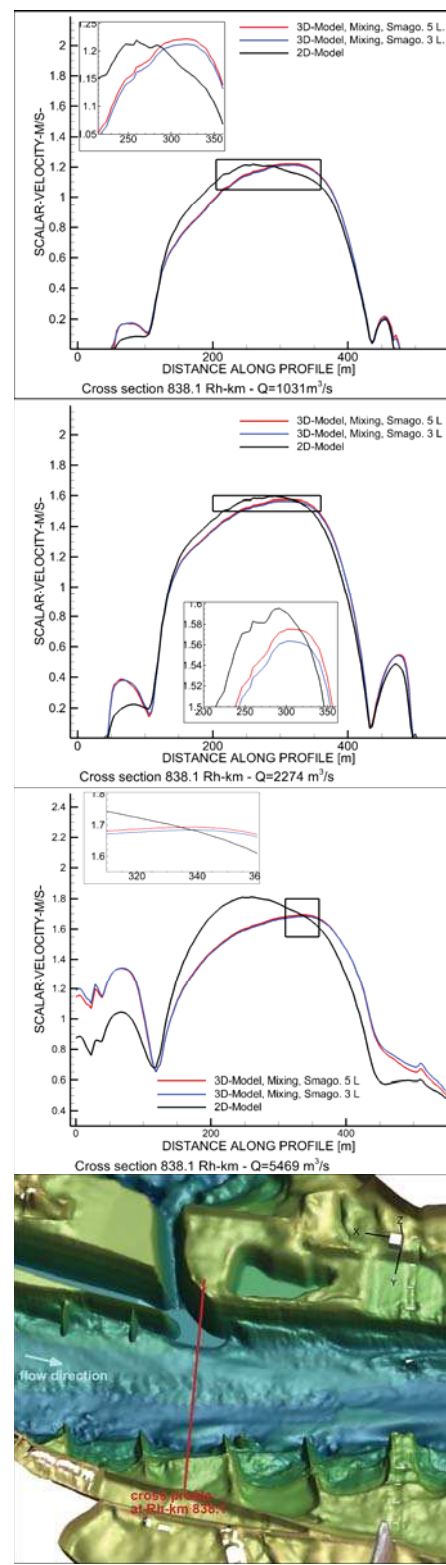 3D-Model, Mixing, Smago. 5 L.
3D-Model, Mixing, Smago. 3 L.
2D-Model
1.25
1.2
1.15
1.1
1.05
250 300 350
SCALAR-VELOCITY-M/S-
2
1.8
1.6
1.4
1.2
1
0.8
0.6
0.4
0.2
0 200 400
DISTANCE ALONG PROFILE [m]
Cross section 838.1 Rh-km - Q=1031m³/s
3D-Model, Mixing, Smago. 5 L
3D-Model, Mixing, Smago. 3 L
2D-Model
SCALAR-VELOCITY-M/S-
2
1.8
1.6
1.4
1.2
1
0.8
0.6
0.4
0.2
1.6
1.58
1.56
1.54
1.52
1.5
200 250 300 350
0 200 400
DISTANCE ALONG PROFILE [m]
Cross section 838.1 Rh-km - Q=2274 m³/s
1.8
1.7
1.6
320 340 36
SCALAR-VELOCITY-M/S-
2.4
2.2
2
1.8
1.6
1.4
1.2
1
0.8
0.6
0.4
3D-Model, Mixing, Smago. 5 L
3D-Model, Mixing, Smago. 3 L
2D-Model
0 200 400
DISTANCE ALONG PROFILE [m]
Cross section 838.1 Rh-km - Q=5469 m³/s
X Z
Y
flow direction
cross profile
at Rh-km 838.1